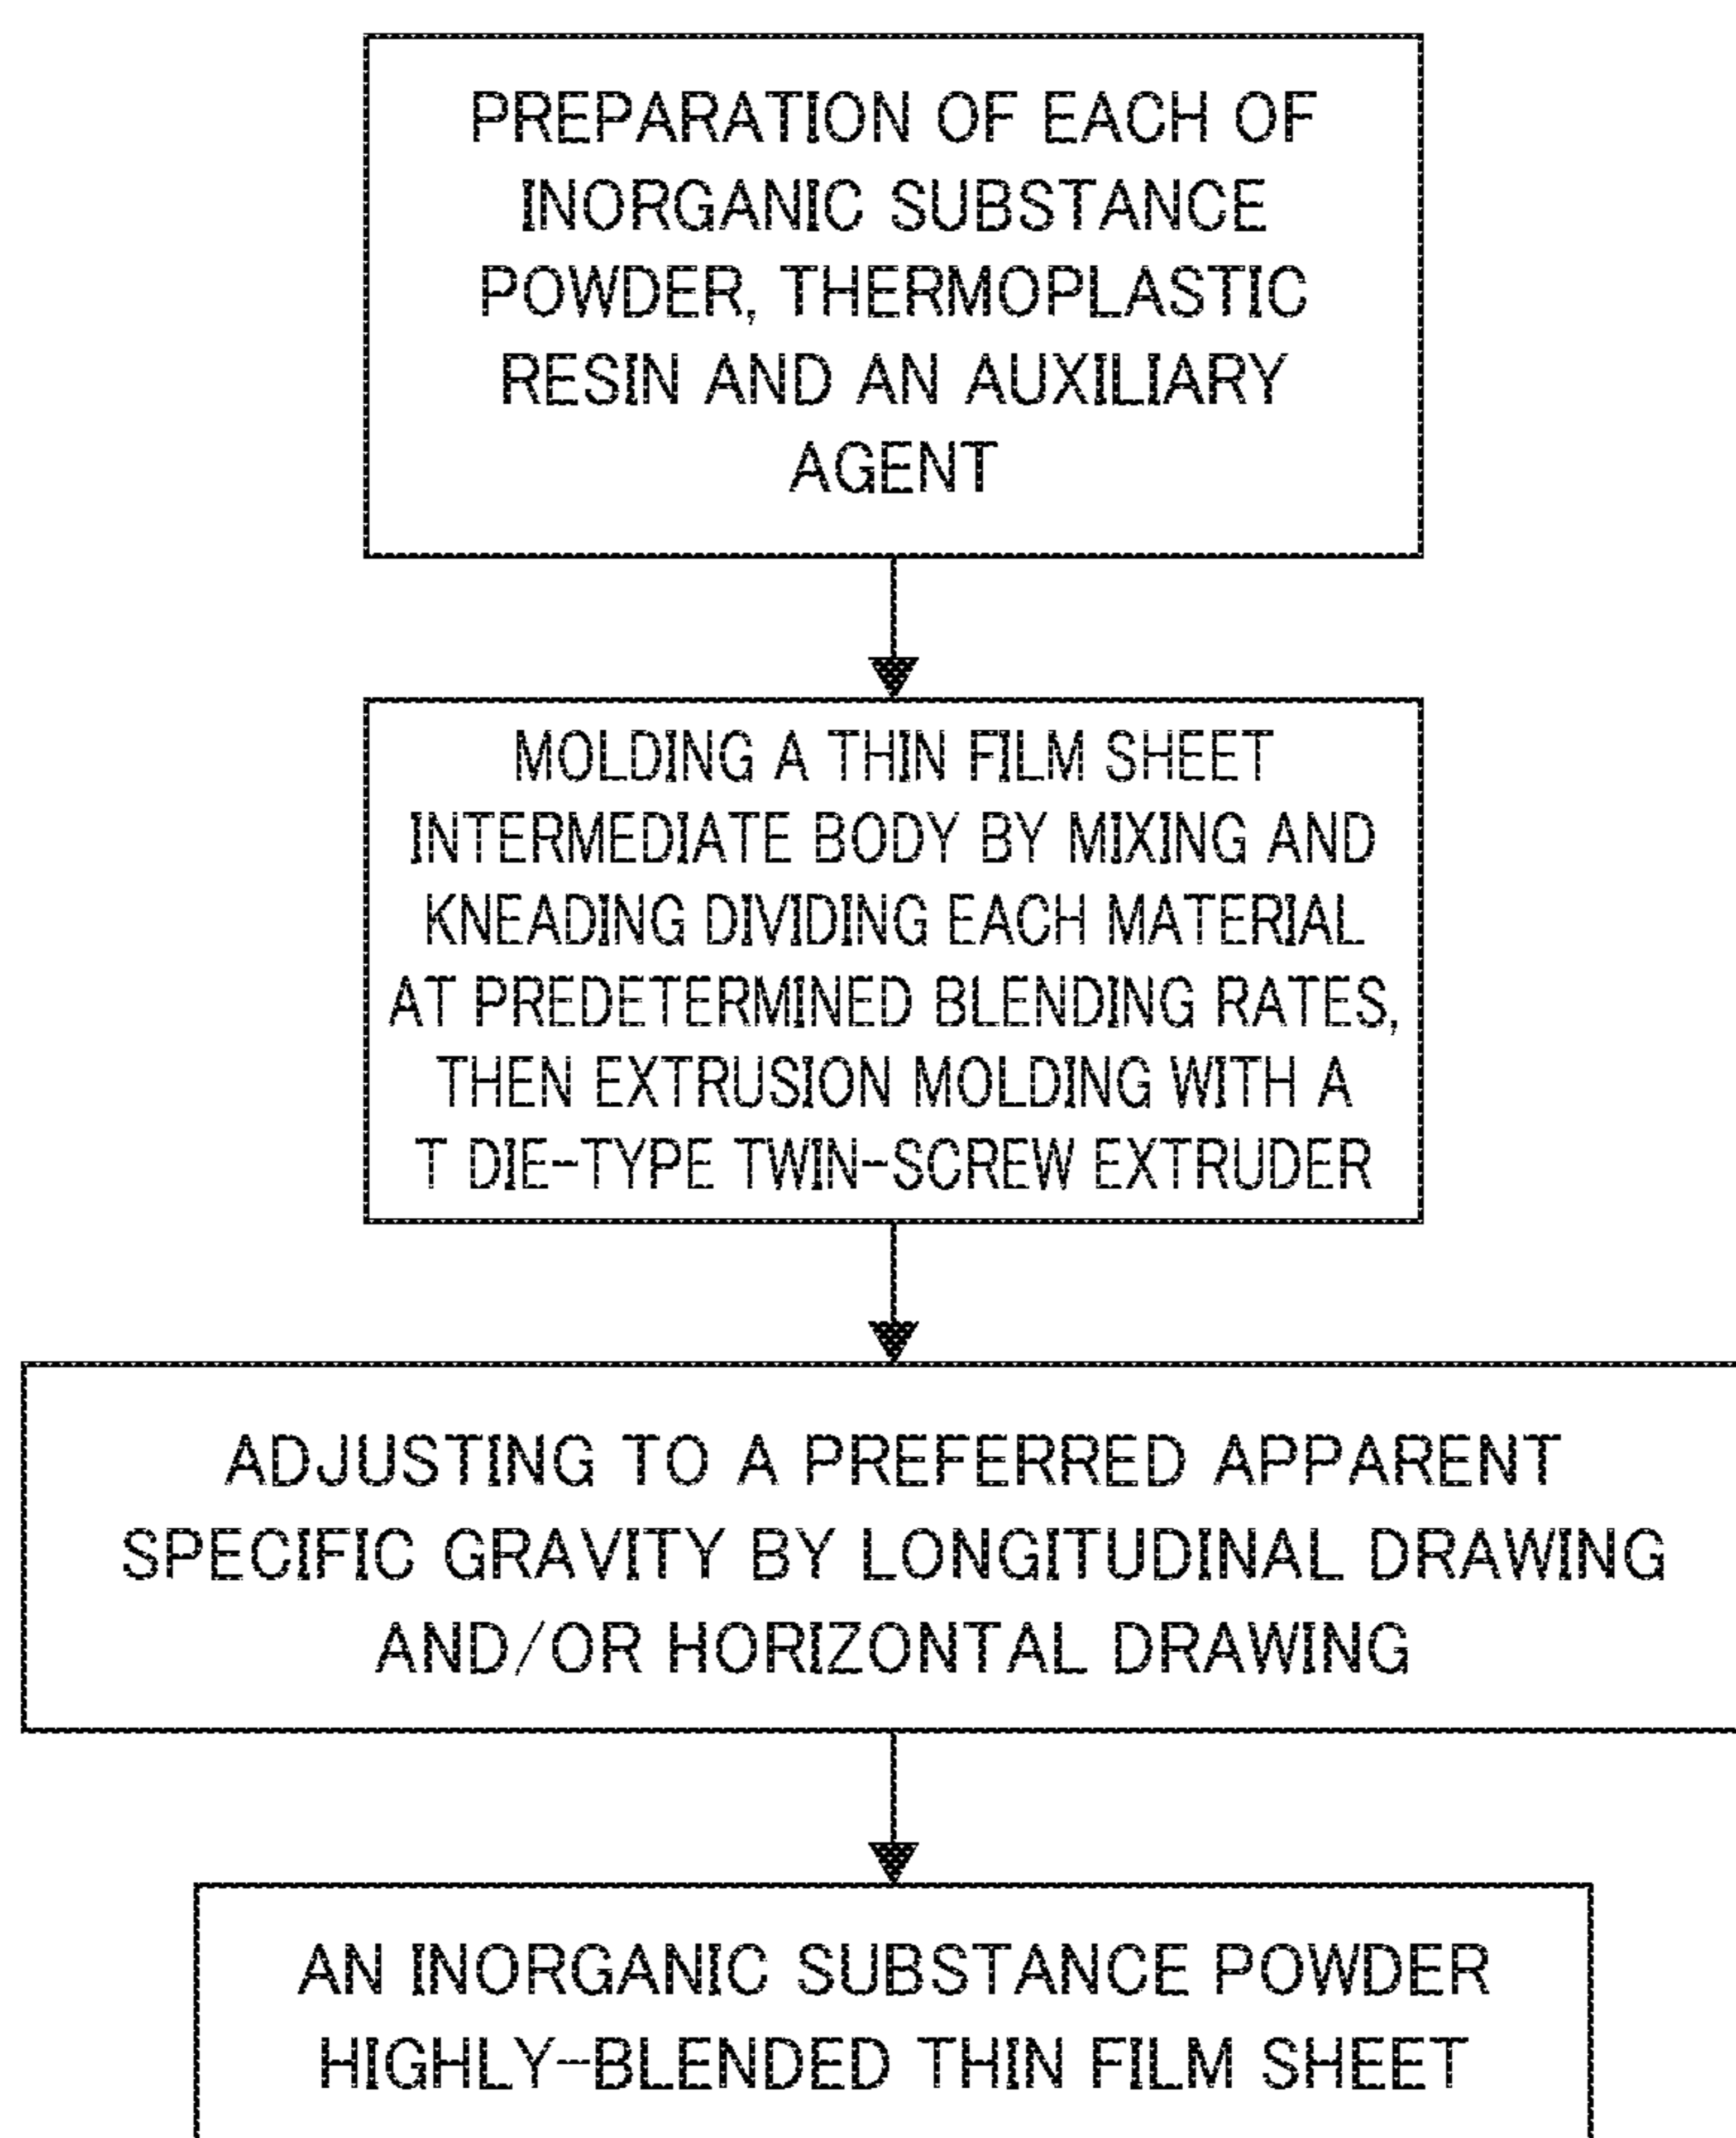 PREPARATION OF EACH OF
INORGANIC SUBSTANCE
POWDER, THERMOPLASTIC
RESIN AND AN AUXILIARY
AGENT
MOLDING A THIN FILM SHEET
INTERMEDIATE BODY BY MIXING AND
KNEADING DIVIDING EACH MATERIAL
AT PREDETERMINED BLENDING RATES,
THEN EXTRUSION MOLDING WITH A
T DIE-TYPE TWIN-SCREW EXTRUDER
ADJUSTING TO A PREFERRED APPARENT
SPECIFIC GRAVITY BY LONGITUDINAL DRAWING
AND/OR HORIZONTAL DRAWING
AN INORGANIC SUBSTANCE POWDER
HIGHLY-BLENDED THIN FILM SHEET